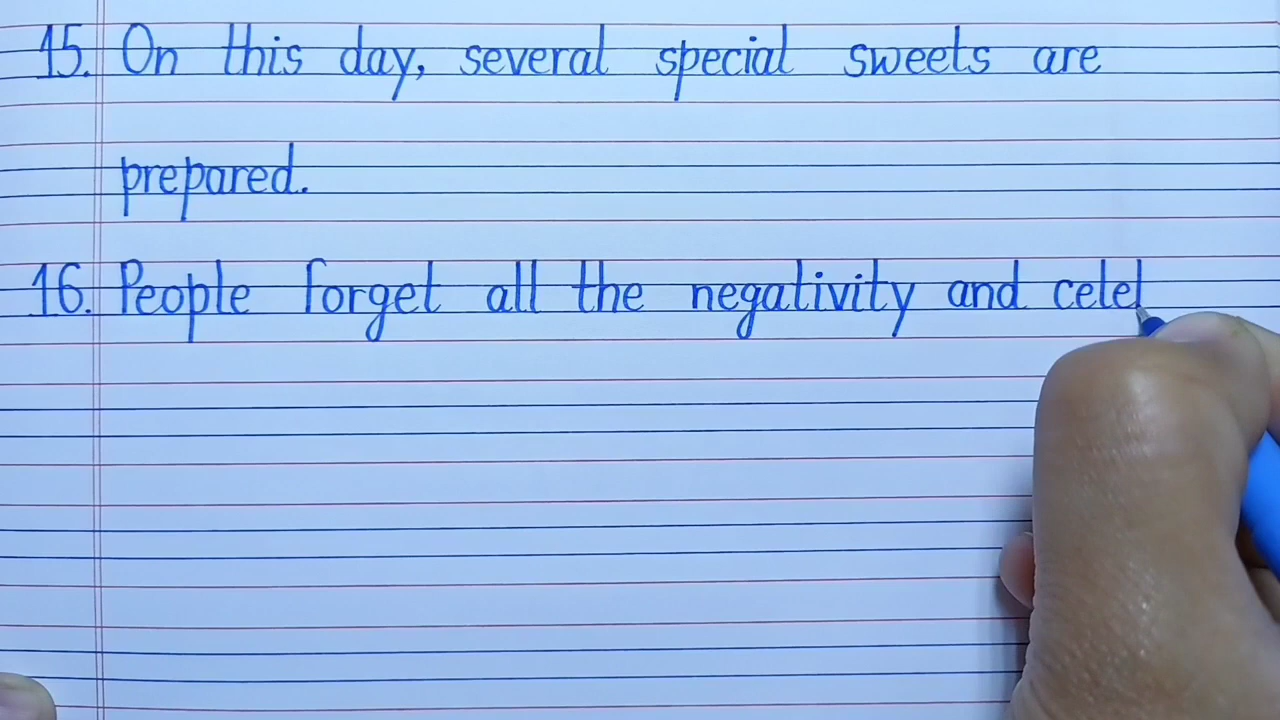 15. On this day, several special sweets are
prepared.
16. People forget all the negativity and